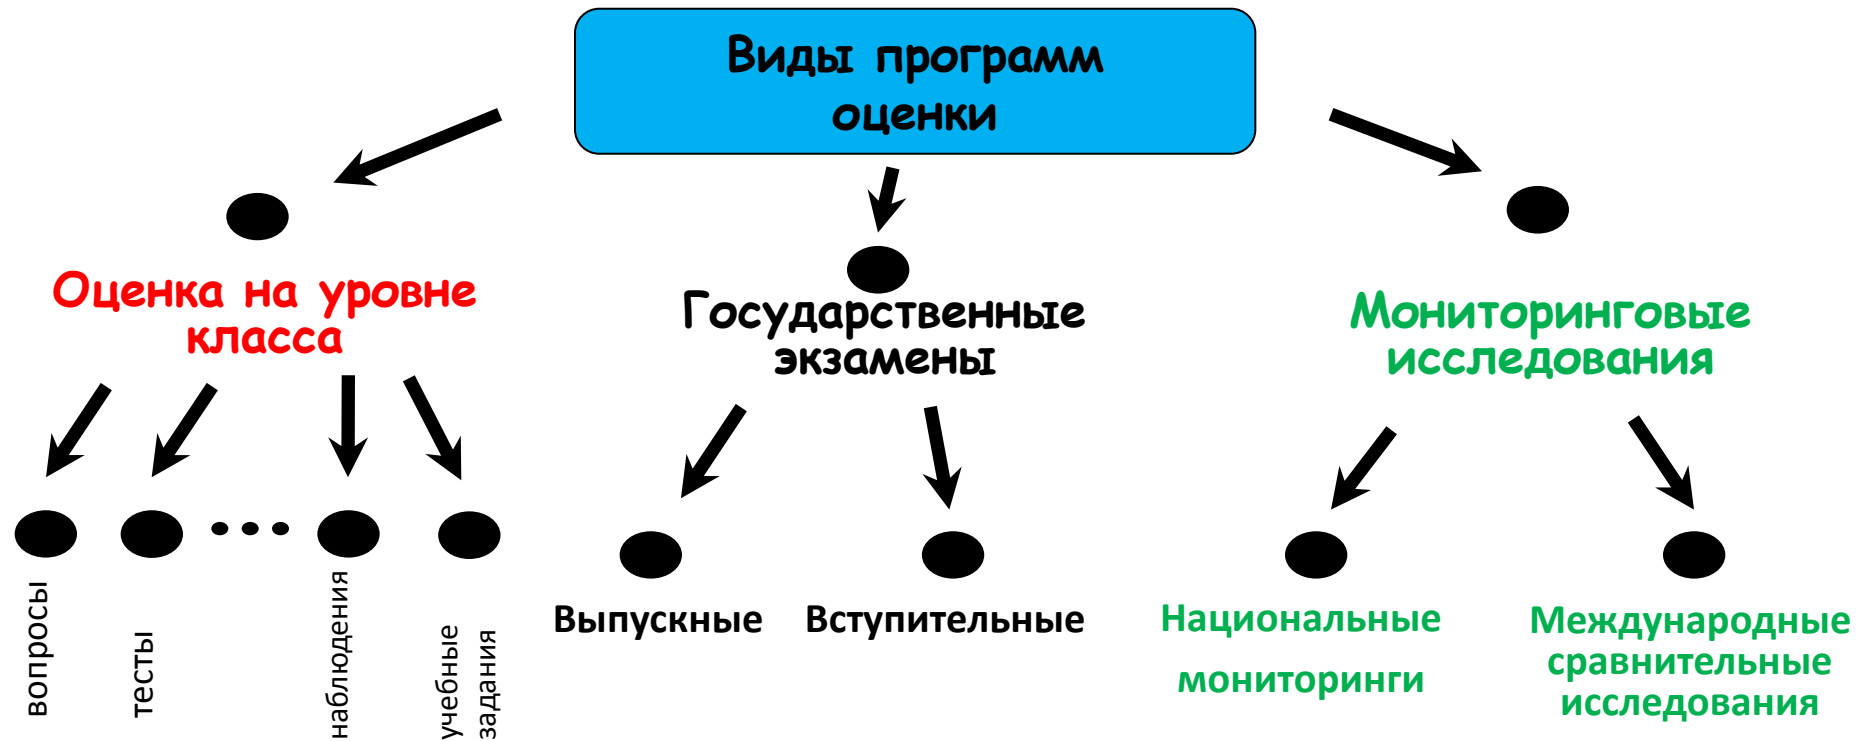 Виды программ
оценки
Оценка на уровне
класса
Государственные
экзамены
Мониторинговые
исследования
вопросы
тесты
наблюдения
учебные
задания
Выпускные
Вступительные
Национальные
мониторинги
Международные
сравнительные
исследования